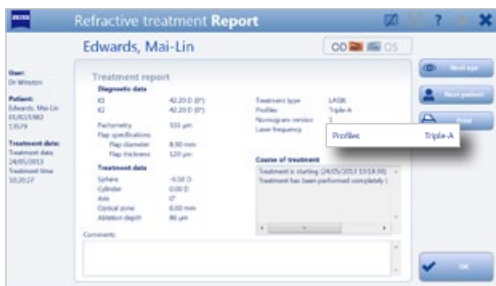 ZEISS
Refractive treatment Report
?
Edwards, Mai-Lin
OD
OS
User:
Dr Winston
Patient:
Edwards, Mai-Lin
01/02/1982
13579
Treatment date:
Treatment date
24/05/2013
Treatment time
10:20:27
Treatment report
Diagnostic data
K1 42.20 D (0°)
K2 42.20 D (0°)
Pachymetry 531 µm
Flap specifications
Flap diameter 8.00 mm
Flap thickness 120 µm
Treatment data
Sphere -6.50 D
Cylinder 0.00 D
Axis 0°
Optical zone 6.00 mm
Ablation depth 86 µm
Treatment type LASIK
Profiles Triple-A
Nomogram version
Laser frequency
Profiles Triple-A
Course of treatment
Treatment is starting (24/05/2013 10:18:39)
Treatment has been performed completely (
Comments:
Next eye
Next patient
Print
OK